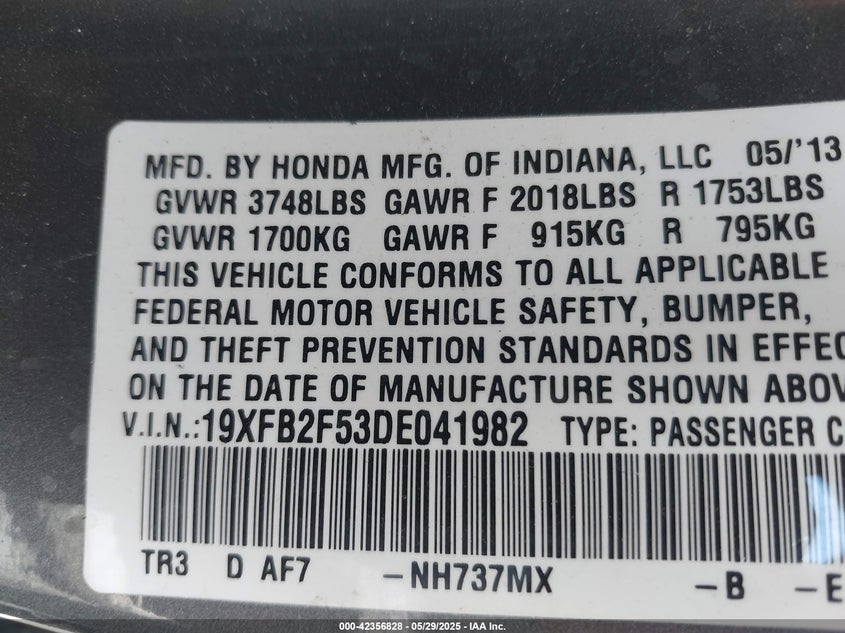 MFD. BY HONDA MFG. OF INDIANA, LLC 05/'13
GVWR 3748LBS GAWR F 2018LBS R 1753LBS
GVWR 1700KG GAWR F 915KG R 795KG
THIS VEHICLE CONFORMS TO ALL APPLICABLE
FEDERAL MOTOR VEHICLE SAFETY, BUMPER,
AND THEFT PREVENTION STANDARDS IN EFFEC
ON THE DATE OF MANUFACTURE SHOWN ABOV
V.I.N.:19XFB2F53DE041982 TYPE: PASSENGER C
TR3 D AF7 -NH737MX -B -E
000-42356828 - 05/29/2025 - IAA Inc.